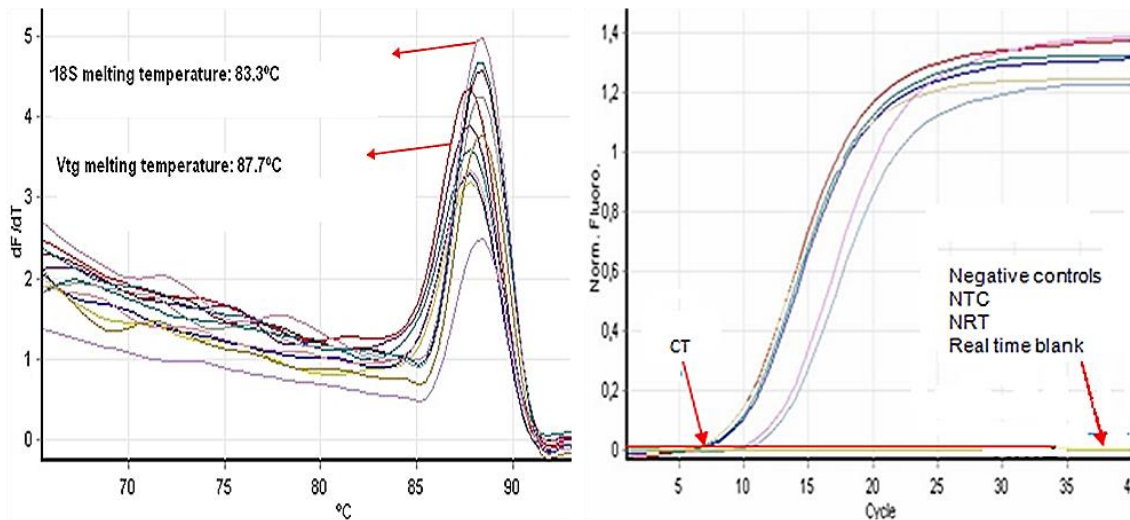 18S melting temperature: 83.3ºC
Vtg melting temperature: 87.7ºC
dF/dT
5
4
3
2
1
0
70
75
80
85
90
ºC
Norm. Fluoro.
1,4
1,2
1
0,8
0,6
0,4
0,2
0
CT
Negative controls
NTC
NRT
Real time blank
5
10
15
20
25
30
35
Cycle